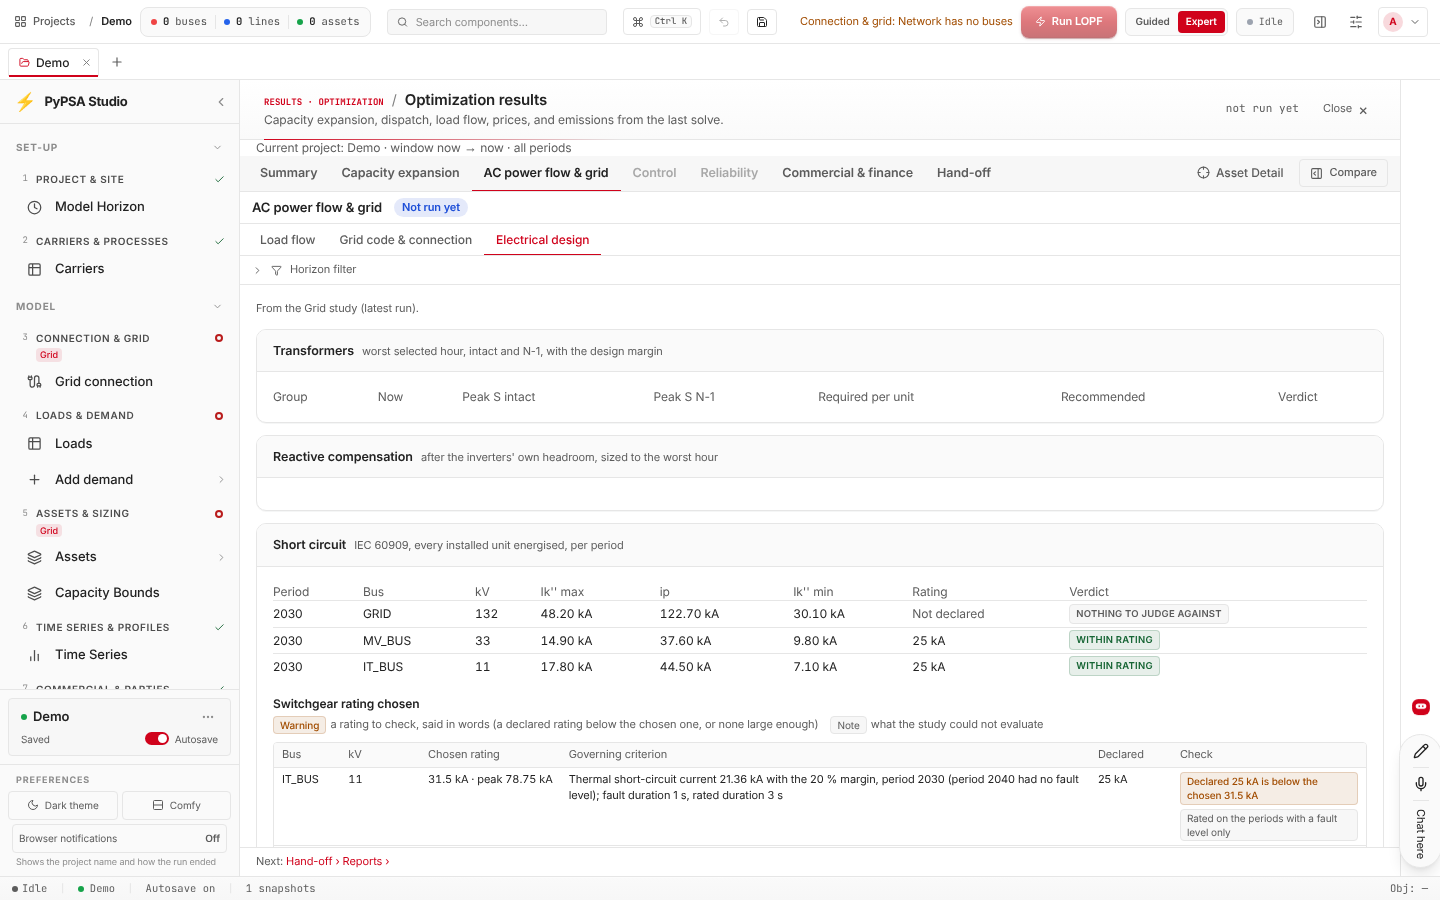 Projects / Demo 0 buses 0 lines 0 assets Search components... ⌘ Ctrl K Connection & grid: Network has no buses Run LOPF Guided Expert Idle A
Demo × +
PyPSA Studio
SET-UP
1 PROJECT & SITE
Model Horizon
2 CARRIERS & PROCESSES
Carriers
MODEL
3 CONNECTION & GRID
Grid
Grid connection
4 LOADS & DEMAND
Loads
Add demand
5 ASSETS & SIZING
Grid
Assets
Capacity Bounds
6 TIME SERIES & PROFILES
Time Series
7 COMMERCIAL & PARTIES
Demo ...
Saved Autosave
PREFERENCES
Dark theme Comfy
Browser notifications Off
Shows the project name and how the run ended
RESULTS · OPTIMIZATION / Optimization results
Capacity expansion, dispatch, load flow, prices, and emissions from the last solve.
not run yet Close ×
Current project: Demo · window now → now · all periods
Summary Capacity expansion AC power flow & grid Control Reliability Commercial & finance Hand-off Asset Detail Compare
AC power flow & grid Not run yet
Load flow Grid code & connection Electrical design
Horizon filter
From the Grid study (latest run).
Transformers worst selected hour, intact and N-1, with the design margin
Group Now Peak S intact Peak S N-1 Required per unit Recommended Verdict
Reactive compensation after the inverters' own headroom, sized to the worst hour
Short circuit IEC 60909, every installed unit energised, per period
Period Bus kV Ik'' max ip Ik'' min Rating Verdict
2030 GRID 132 48.20 kA 122.70 kA 30.10 kA Not declared NOTHING TO JUDGE AGAINST
2030 MV_BUS 33 14.90 kA 37.60 kA 9.80 kA 25 kA WITHIN RATING
2030 IT_BUS 11 17.80 kA 44.50 kA 7.10 kA 25 kA WITHIN RATING
Switchgear rating chosen
Warning a rating to check, said in words (a declared rating below the chosen one, or none large enough) Note what the study could not evaluate
Bus kV Chosen rating Governing criterion Declared Check
IT_BUS 11 31.5 kA · peak 78.75 kA Thermal short-circuit current 21.36 kA with the 20 % margin, period 2030 (period 2040 had no fault level); fault duration 1 s, rated duration 3 s 25 kA Declared 25 kA is below the chosen 31.5 kA
Rated on the periods with a fault level only
Next: Hand-off › Reports ›
Chat here
Idle Demo Autosave on 1 snapshots Obj: —